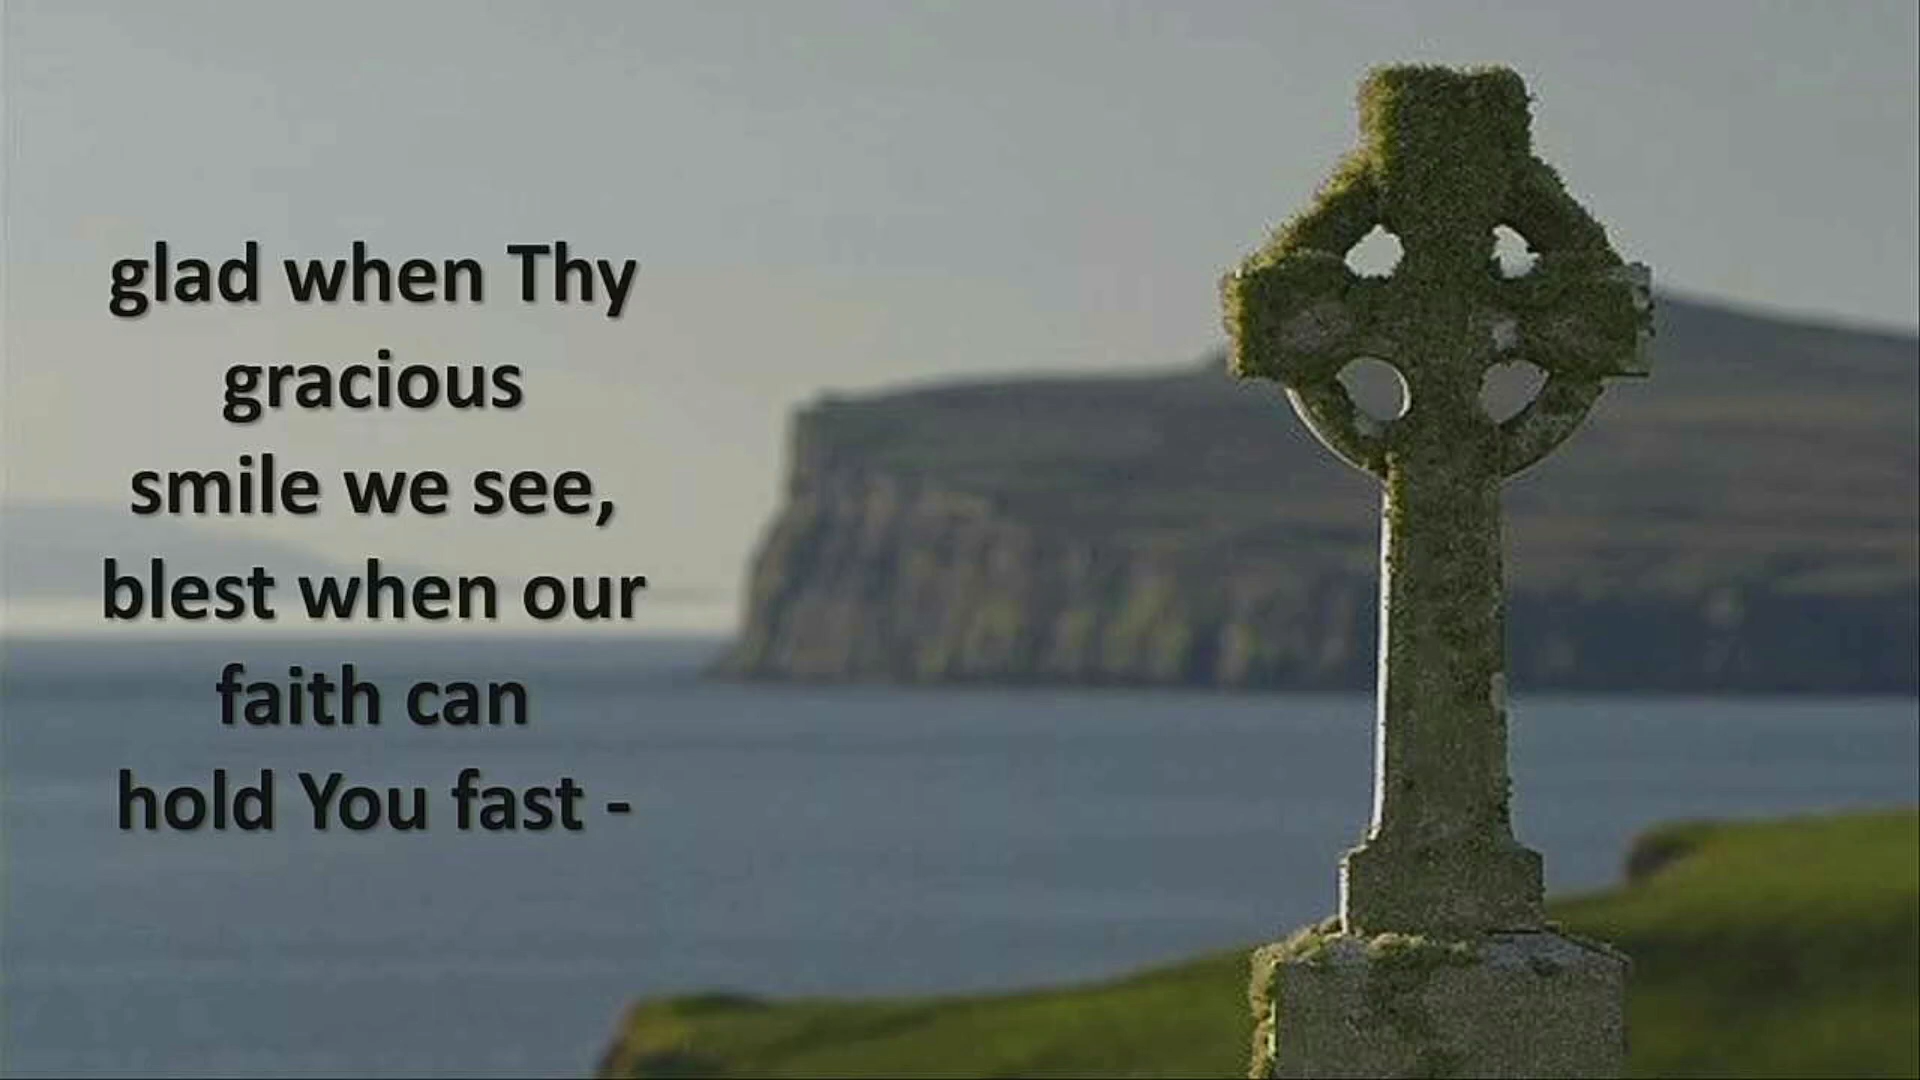 glad when Thy
gracious
smile we see,
blest when our
faith can
hold You fast -